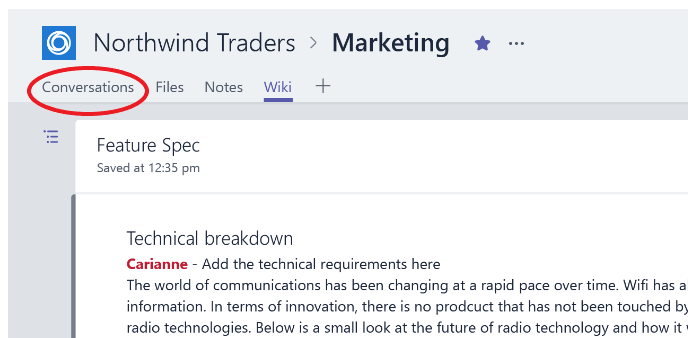 Northwind Traders > Marketing ...
Conversations Files Notes Wiki +
Feature Spec
Saved at 12:35 pm
Technical breakdown
Carianne - Add the technical requirements here
The world of communications has been changing at a rapid pace over time. Wifi has a
information. In terms of innovation, there is no prodcuct that has not been touched by
radio technologies. Below is a small look at the future of radio technology and how it